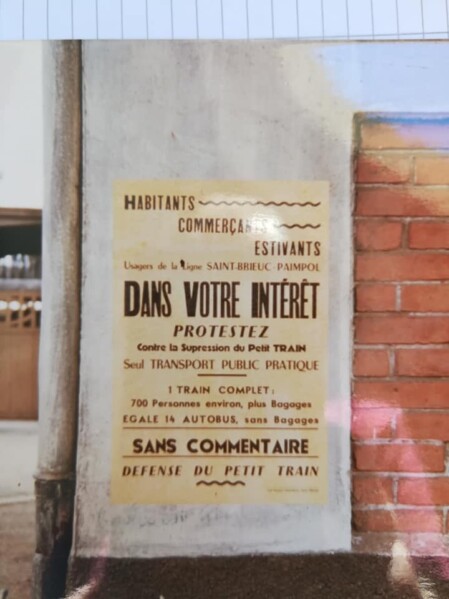 HABITANTS
COMMERÇANTS
ESTIVANTS
Usagers de la Ligne SAINT-BRIEUC PAIMPOL
DANS VOTRE INTÉRÊT
PROTESTEZ
Contre la Supression du Petit TRAIN
Seul TRANSPORT PUBLIC PRATIQUE
1 TRAIN COMPLET :
700 Personnes environ, plus Bagages
EGALE 14 AUTOBUS, sans Bagages
SANS COMMENTAIRE
DEFENSE DU PETIT TRAIN